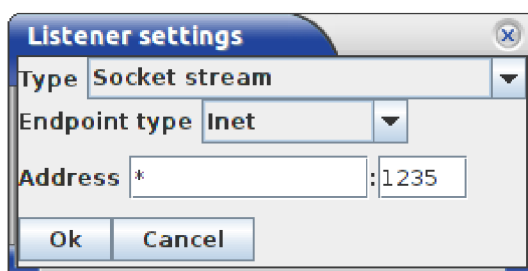 Listener settings
Type Socket stream
Endpoint type Inet
Address * : 1235
Ok Cancel